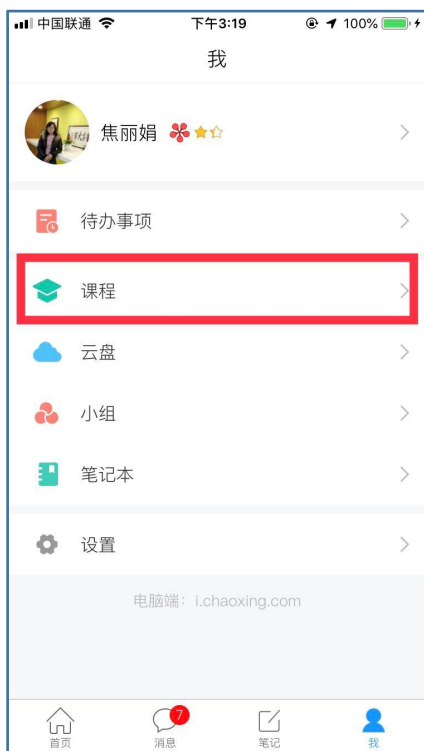 中国联通 下午3:19 100%
我
焦丽娟
待办事项
课程
云盘
小组
笔记本
设置
电脑端：i.chaoxing.com
7
首页 消息 笔记 我